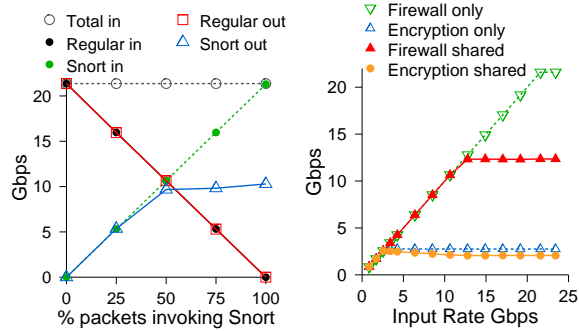 Total in
Regular out
Regular in
Snort out
Snort in
20
15
10
5
0
Gbps
0
25
50
75
100
% packets invoking Snort
Firewall only
Encryption only
Firewall shared
Encryption shared
20
15
10
5
0
Gbps
0
5
10
15
20
25
Input Rate Gbps